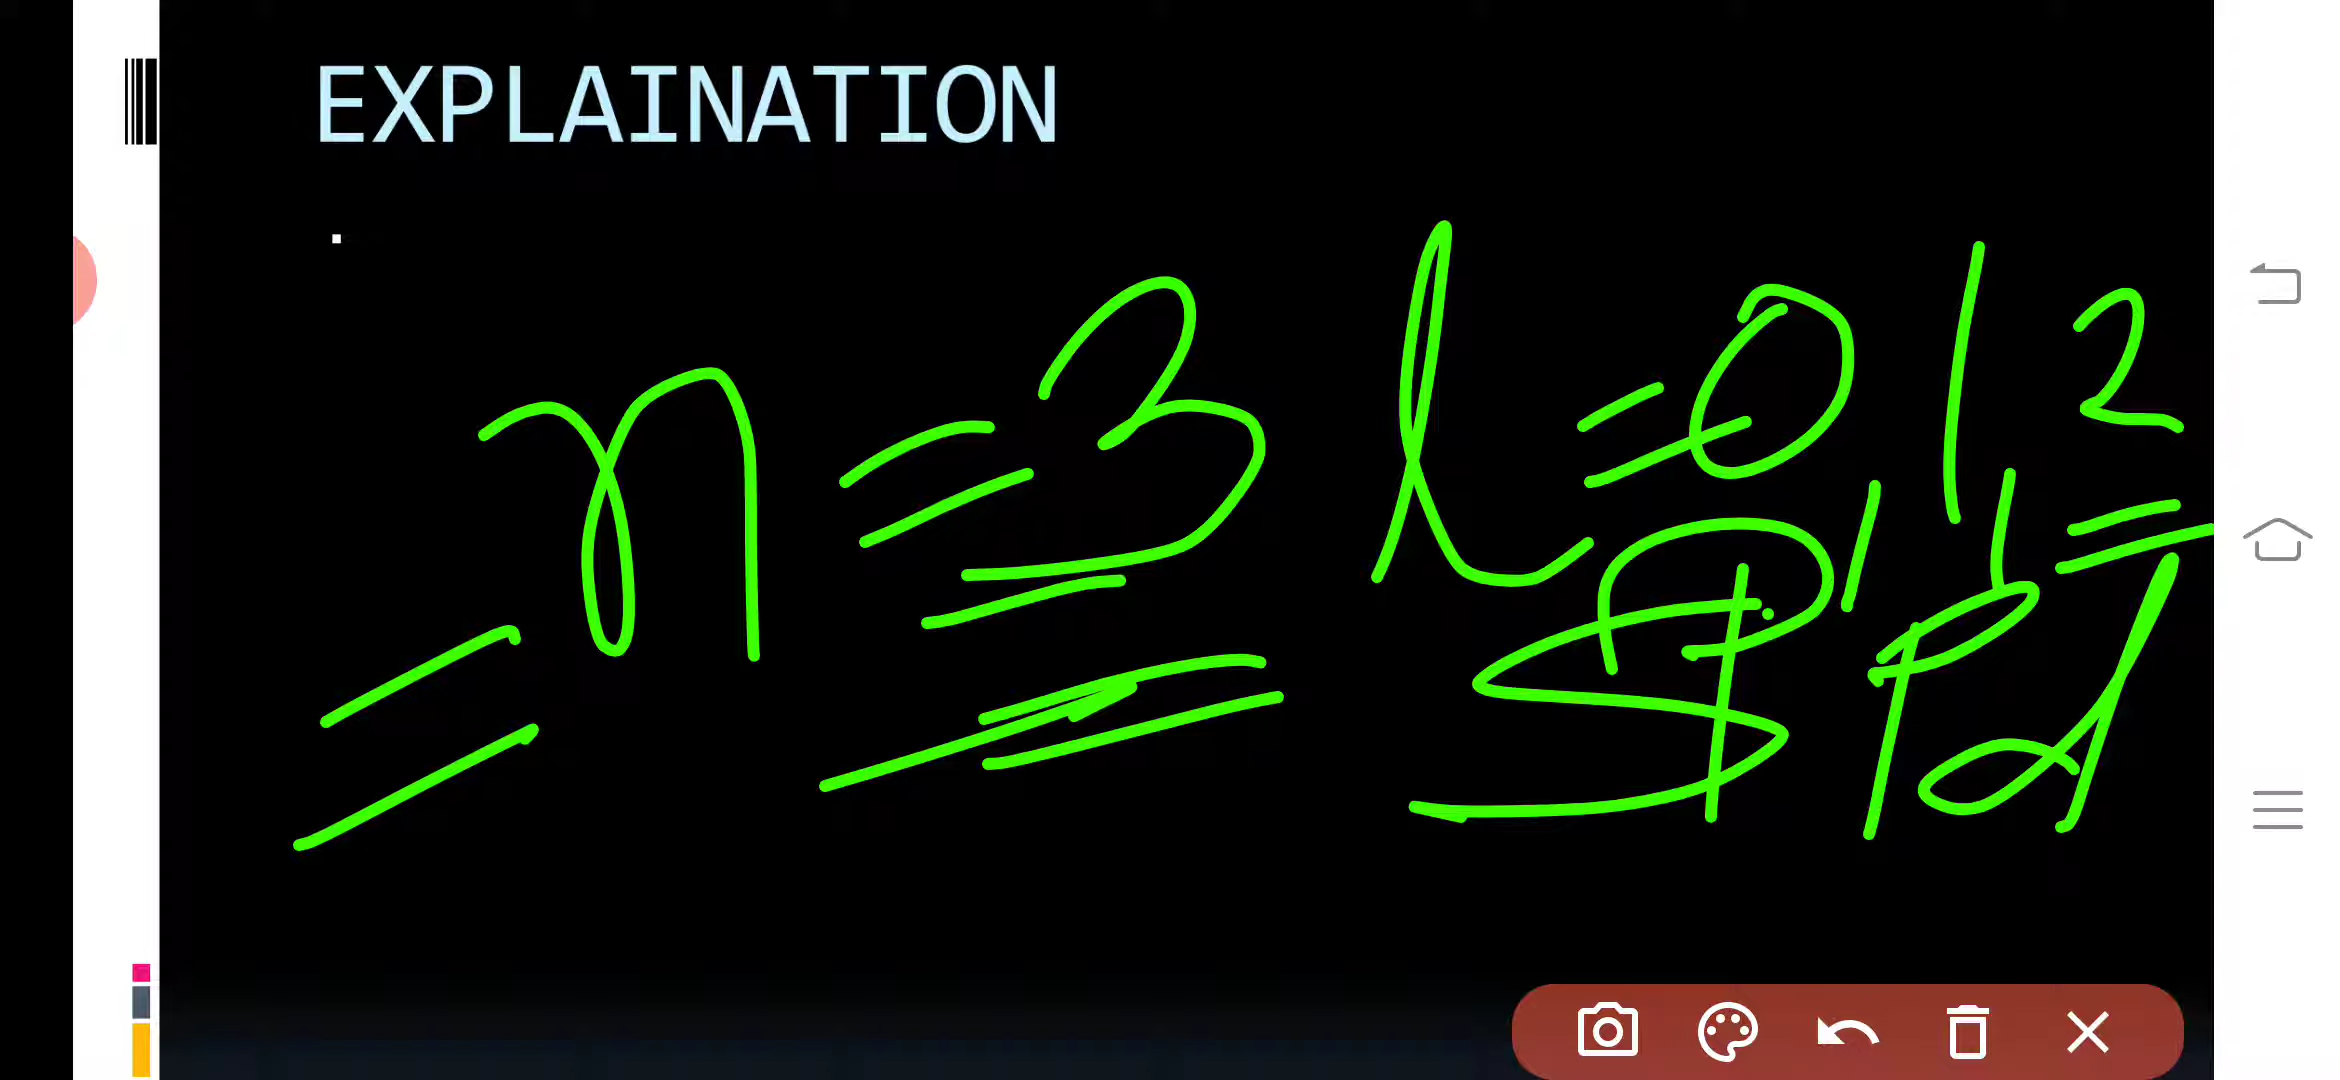 EXPLAINATION
n = 3 l = 0, 1, 2
S P d